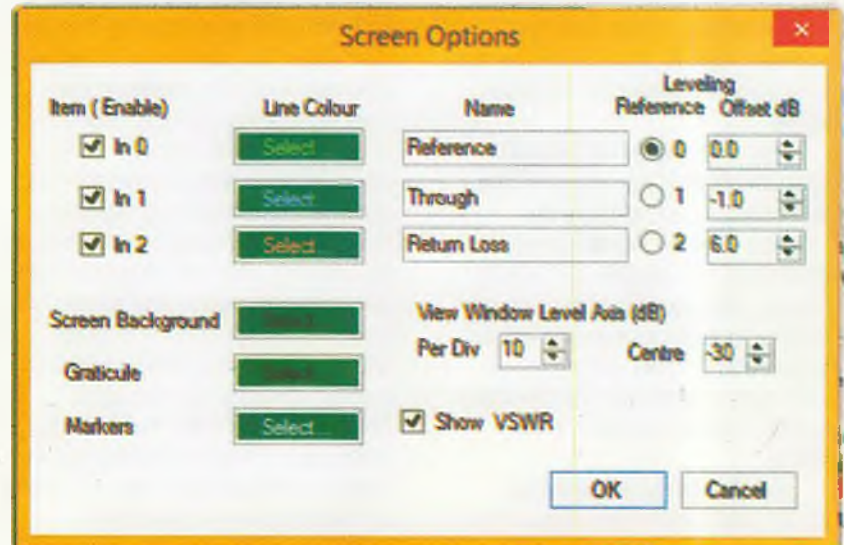 Screen Options
Leveling
Item ( Enable) Line Colour Name Reference Offset dB
In 0 Select... Reference 0 0.0
In 1 Select... Through 1 -1.0
In 2 Select... Return Loss 2 6.0
Screen Background
View Window Level Axis (dB)
Per Div 10 Centre -30
Graticule
Markers Select... Show VSWR
OK Cancel